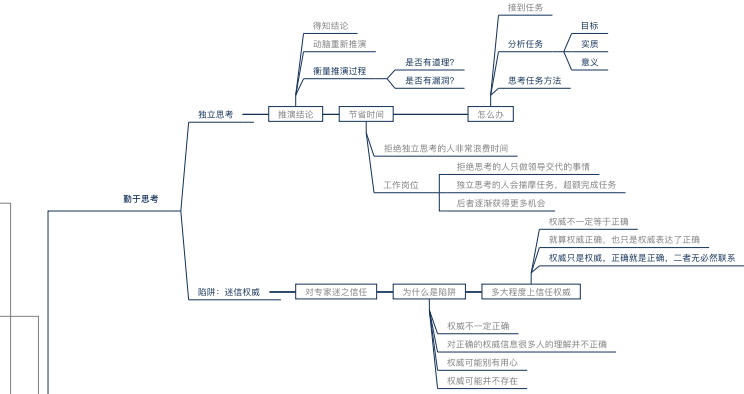 接到任务
得知结论
目标
动脑重新推演
分析任务
实质
是否有道理?
意义
衡量推演过程
是否有漏洞?
思考任务方法
独立思考
推演结论
节省时间
怎么办
拒绝独立思考的人非常浪费时间
拒绝思考的人只做领导交代的事情
工作岗位
独立思考的人会揣摩任务，超额完成任务
勤于思考
后者逐渐获得更多机会
权威不一定等于正确
就算权威正确，也只是权威表达了正确
权威只是权威，正确就是正确，二者无必然联系
陷阱：迷信权威
对专家迷之信任
为什么是陷阱
多大程度上信任权威
权威不一定正确
对正确的权威信息很多人的理解并不正确
权威可能别有用心
权威可能并不存在